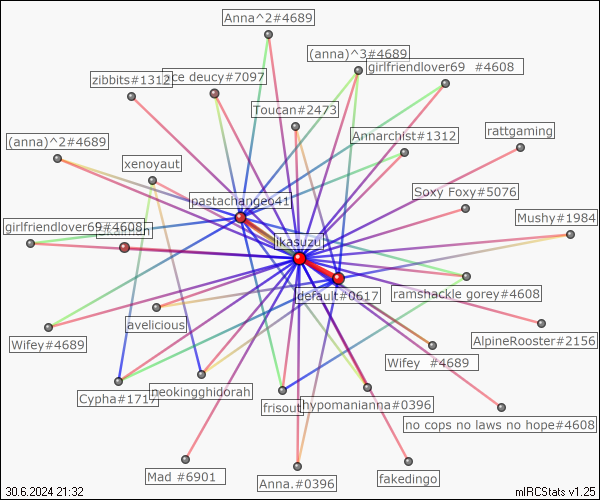 Anna^2#4689
(anna)^3#4689
girlfriendlover69 #4608
zibbits#1312
ce deucy#7097
Toucan#2473
Annarchist#1312
rattgaming
(anna)^2#4689
xenoyaut
Soxy Foxy#5076
pastachangeo41
Mushy#1984
girlfriendlover69#4608
ikasuzu
default#0617
ramshackle gorey#4608
avelicious
Wifey#4689
AlpineRooster#2156
Wifey #4689
neokingghidorah
Cypha#1717
frisout
hypomanianna#0396
no cops no laws no hope#4608
Mad #6901
Anna.#0396
fakedingo
30.6.2024 21:32
mIRCStats v1.25